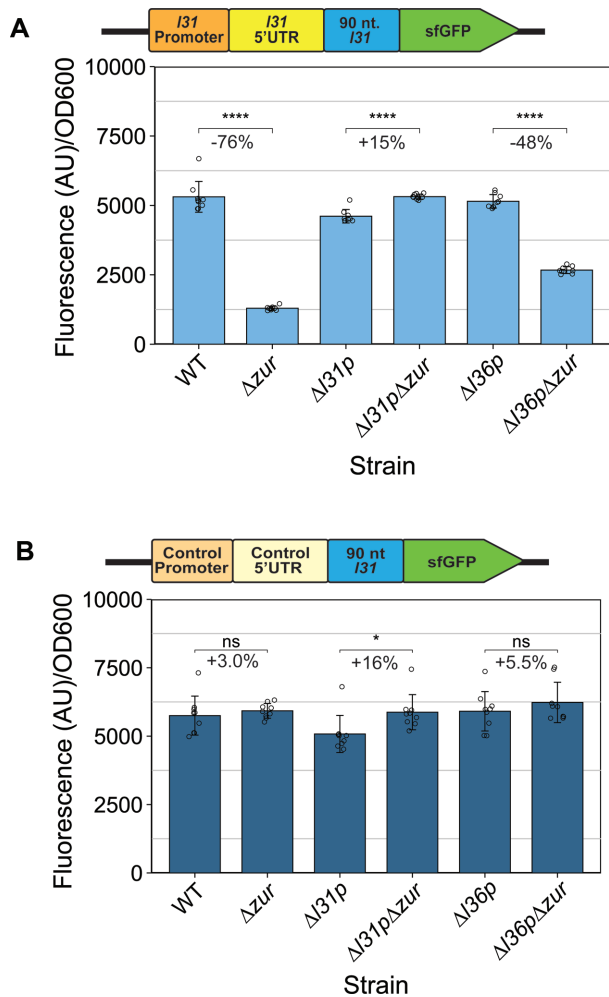 A
l31 Promoter
l31 5'UTR
90 nt. l31
sfGFP
Fluorescence (AU)/OD600
10000
7500
5000
2500
0
**** **** ****
-76% +15% -48%
WT Δzur Δl31p Δl31pΔzur Δl36p Δl36pΔzur
Strain
B
Control Promoter
Control 5'UTR
90 nt l31
sfGFP
Fluorescence (AU)/OD600
10000
7500
5000
2500
0
ns * ns
+3.0% +16% +5.5%
WT Δzur Δl31p Δl31pΔzur Δl36p Δl36pΔzur
Strain